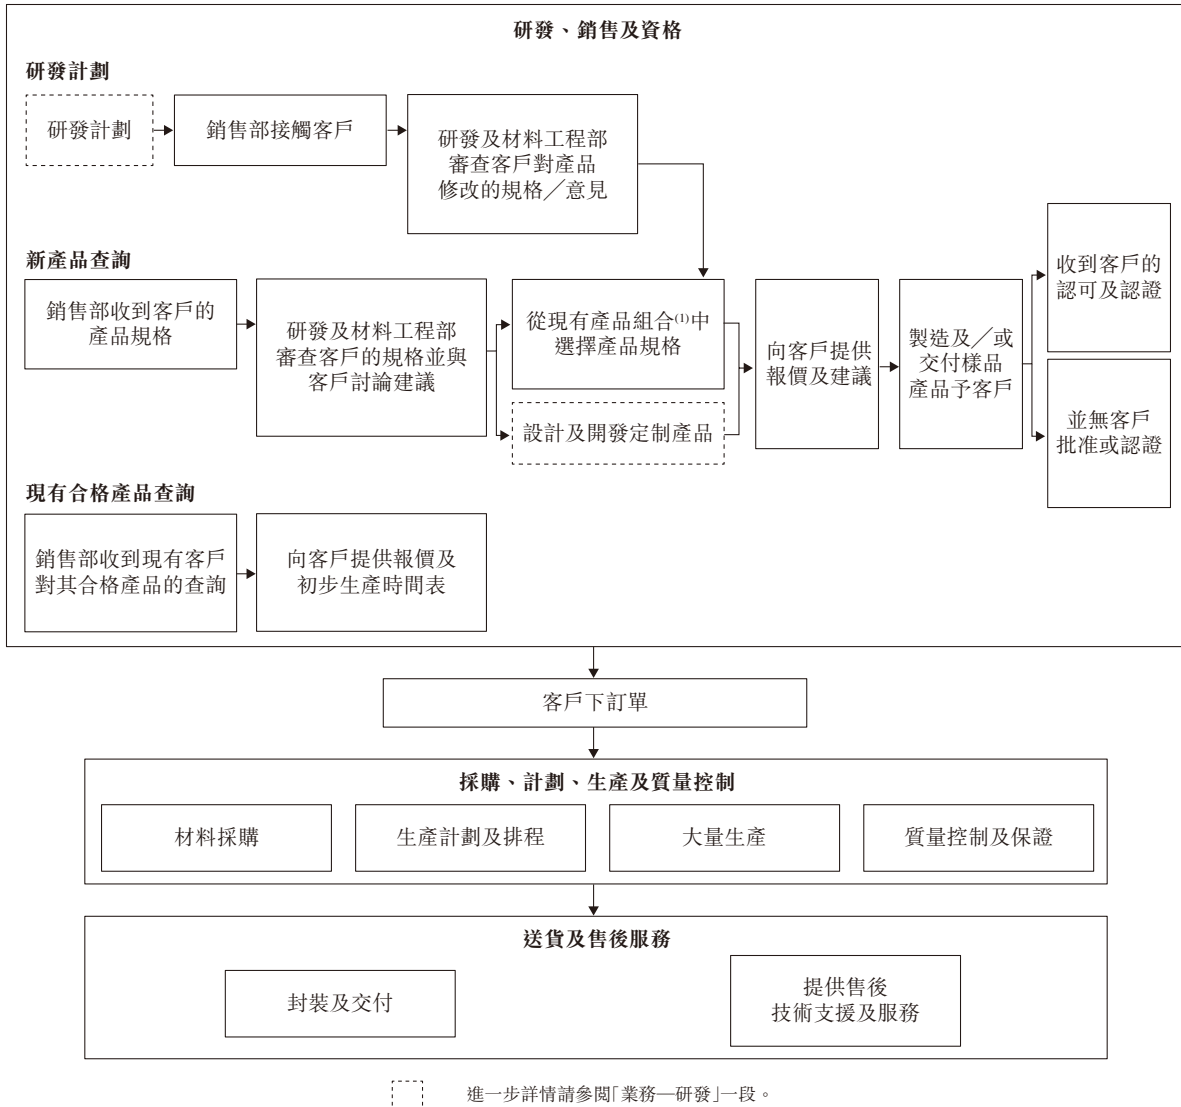 研發、銷售及資格
研發計劃
研發計劃
銷售部接觸客戶
研發及材料工程部
審查客戶對產品
修改的規格╱意見
新產品查詢
銷售部收到客戶的
產品規格
研發及材料工程部
審查客戶的規格並與
客戶討論建議
從現有產品組合(1)中
選擇產品規格
設計及開發定制產品
向客戶提供
報價及建議
製造及╱或
交付樣品
產品予客戶
收到客戶的
認可及認證
並無客戶
批准或認證
現有合格產品查詢
銷售部收到現有客戶
對其合格產品的查詢
向客戶提供報價及
初步生產時間表
客戶下訂單
採購、計劃、生產及質量控制
材料採購
生產計劃及排程
大量生產
質量控制及保證
送貨及售後服務
封裝及交付
提供售後
技術支援及服務
進一步詳情請參閱「業務—研發」一段。